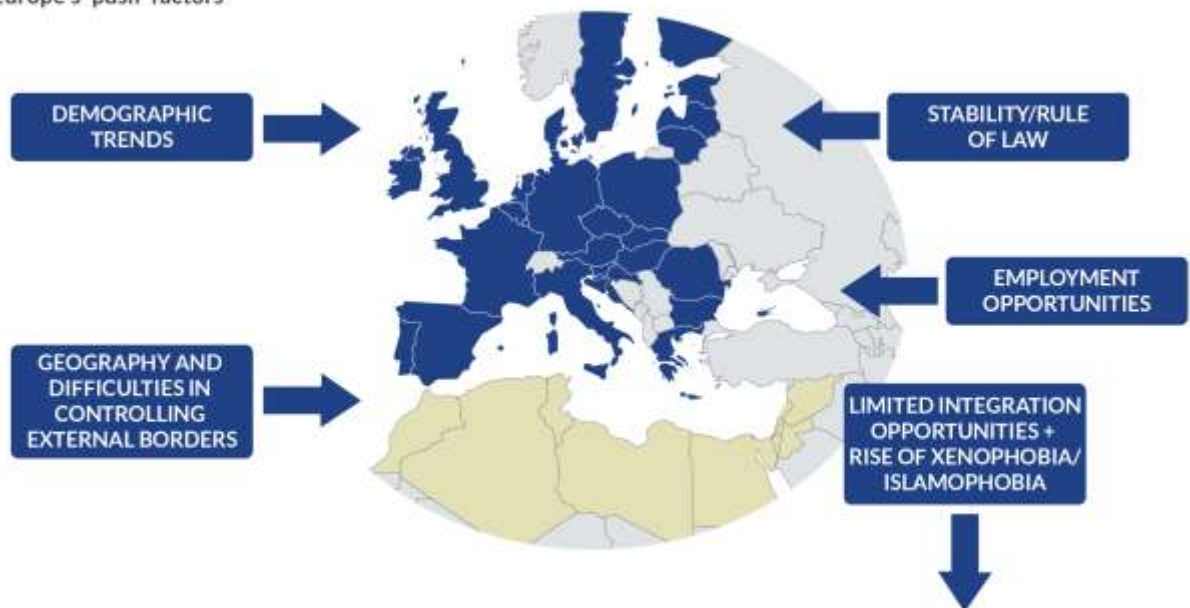 Europe's 'push' factors
DEMOGRAPHIC
TRENDS
STABILITY/RULE
OF LAW
EMPLOYMENT
OPPORTUNITIES
GEOGRAPHY AND
DIFFICULTIES IN
CONTROLLING
EXTERNAL BORDERS
LIMITED INTEGRATION
OPPORTUNITIES +
RISE OF XENOPHOBIA/
ISLAMOPHOBIA